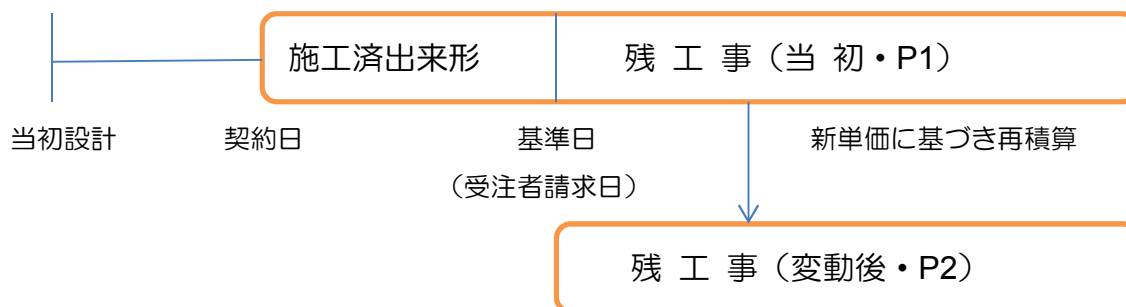 施工済出来形 残 工 事（当 初・P1）
当初設計 契約日 基準日 新単価に基づき再積算
（受注者請求日）
残 工 事（変動後・P2）